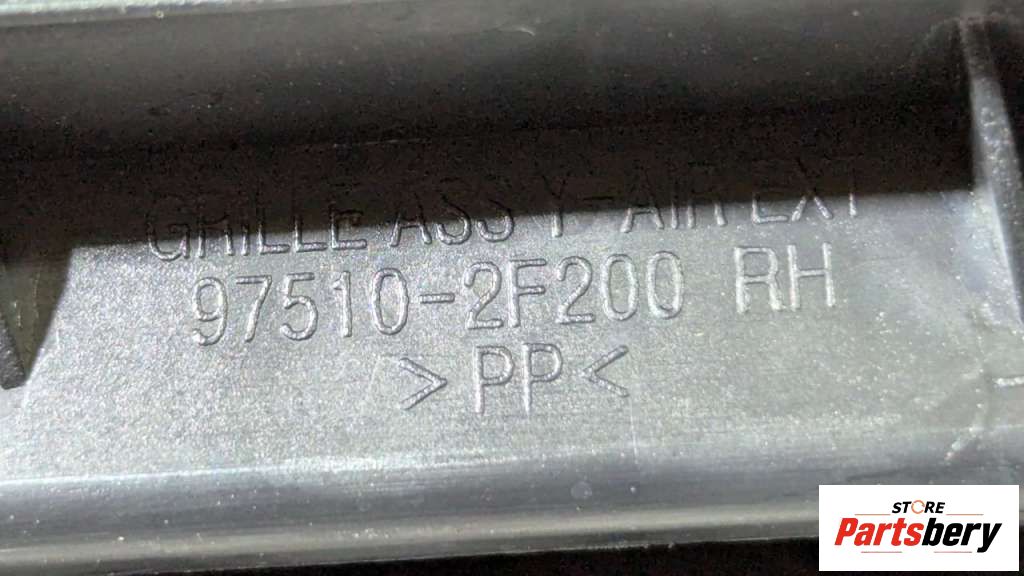 GRILLE ASS'Y-AIR EXT
97510-2F200 RH
>PP<
STORE
Partsbery